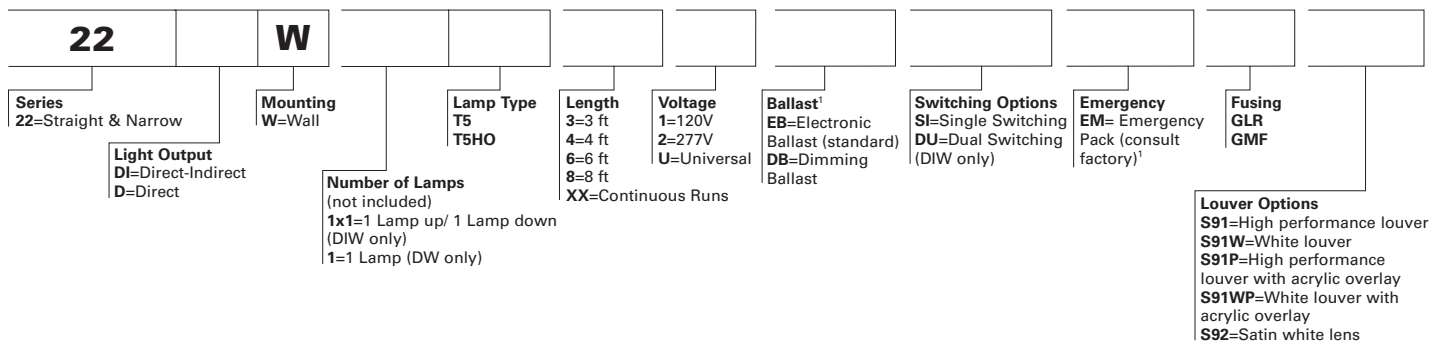 22
W
Series
22=Straight & Narrow
Light Output
DI=Direct-Indirect
D=Direct
Mounting
W=Wall
Number of Lamps
(not included)
1x1=1 Lamp up/ 1 Lamp down
(DIW only)
1=1 Lamp (DW only)
Lamp Type
T5
T5HO
Length
3=3 ft
4=4 ft
6=6 ft
8=8 ft
XX=Continuous Runs
Voltage
1=120V
2=277V
U=Universal
Ballast¹
EB=Electronic
Ballast (standard)
DB=Dimming
Ballast
Switching Options
SI=Single Switching
DU=Dual Switching
(DIW only)
Emergency
EM= Emergency
Pack (consult
factory)¹
Fusing
GLR
GMF
Louver Options
S91=High performance louver
S91W=White louver
S91P=High performance
louver with acrylic overlay
S91WP=White louver with
acrylic overlay
S92=Satin white lens